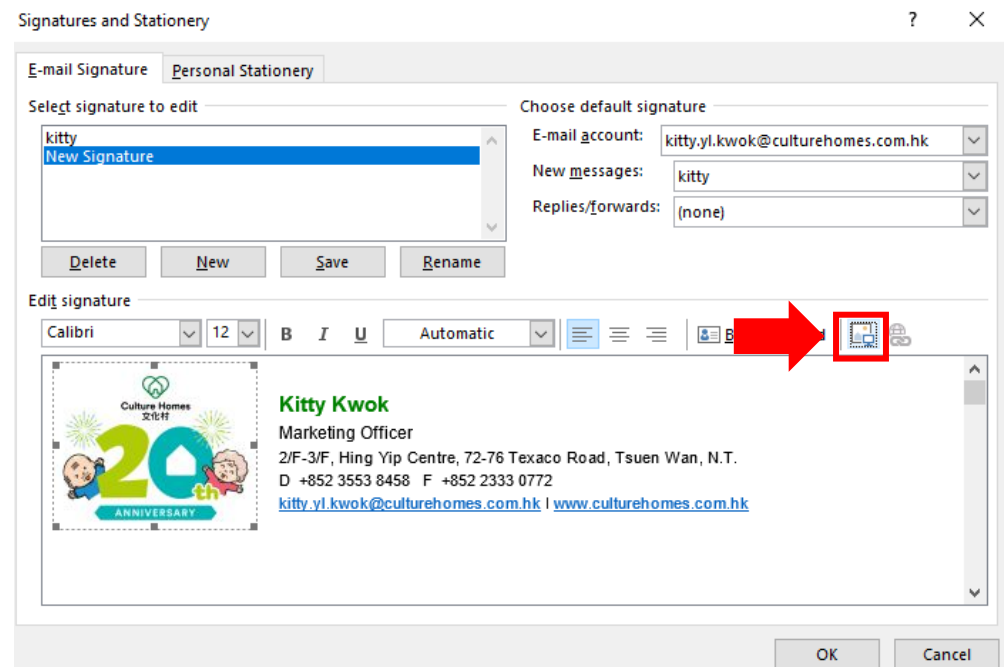 Signatures and Stationery
E-mail Signature Personal Stationery
Select signature to edit
Choose default signature
kitty
New Signature
E-mail account: kitty.yl.kwok@culturehomes.com.hk
New messages: kitty
Replies/forwards: (none)
Delete New Save Rename
Edit signature
Calibri 12 B I U Automatic
Culture Homes
文化村
20th
ANNIVERSARY
Kitty Kwok
Marketing Officer
2/F-3/F, Hing Yip Centre, 72-76 Texaco Road, Tsuen Wan, N.T.
D +852 3553 8458 F +852 2333 0772
kitty.yl.kwok@culturehomes.com.hk I www.culturehomes.com.hk
OK Cancel